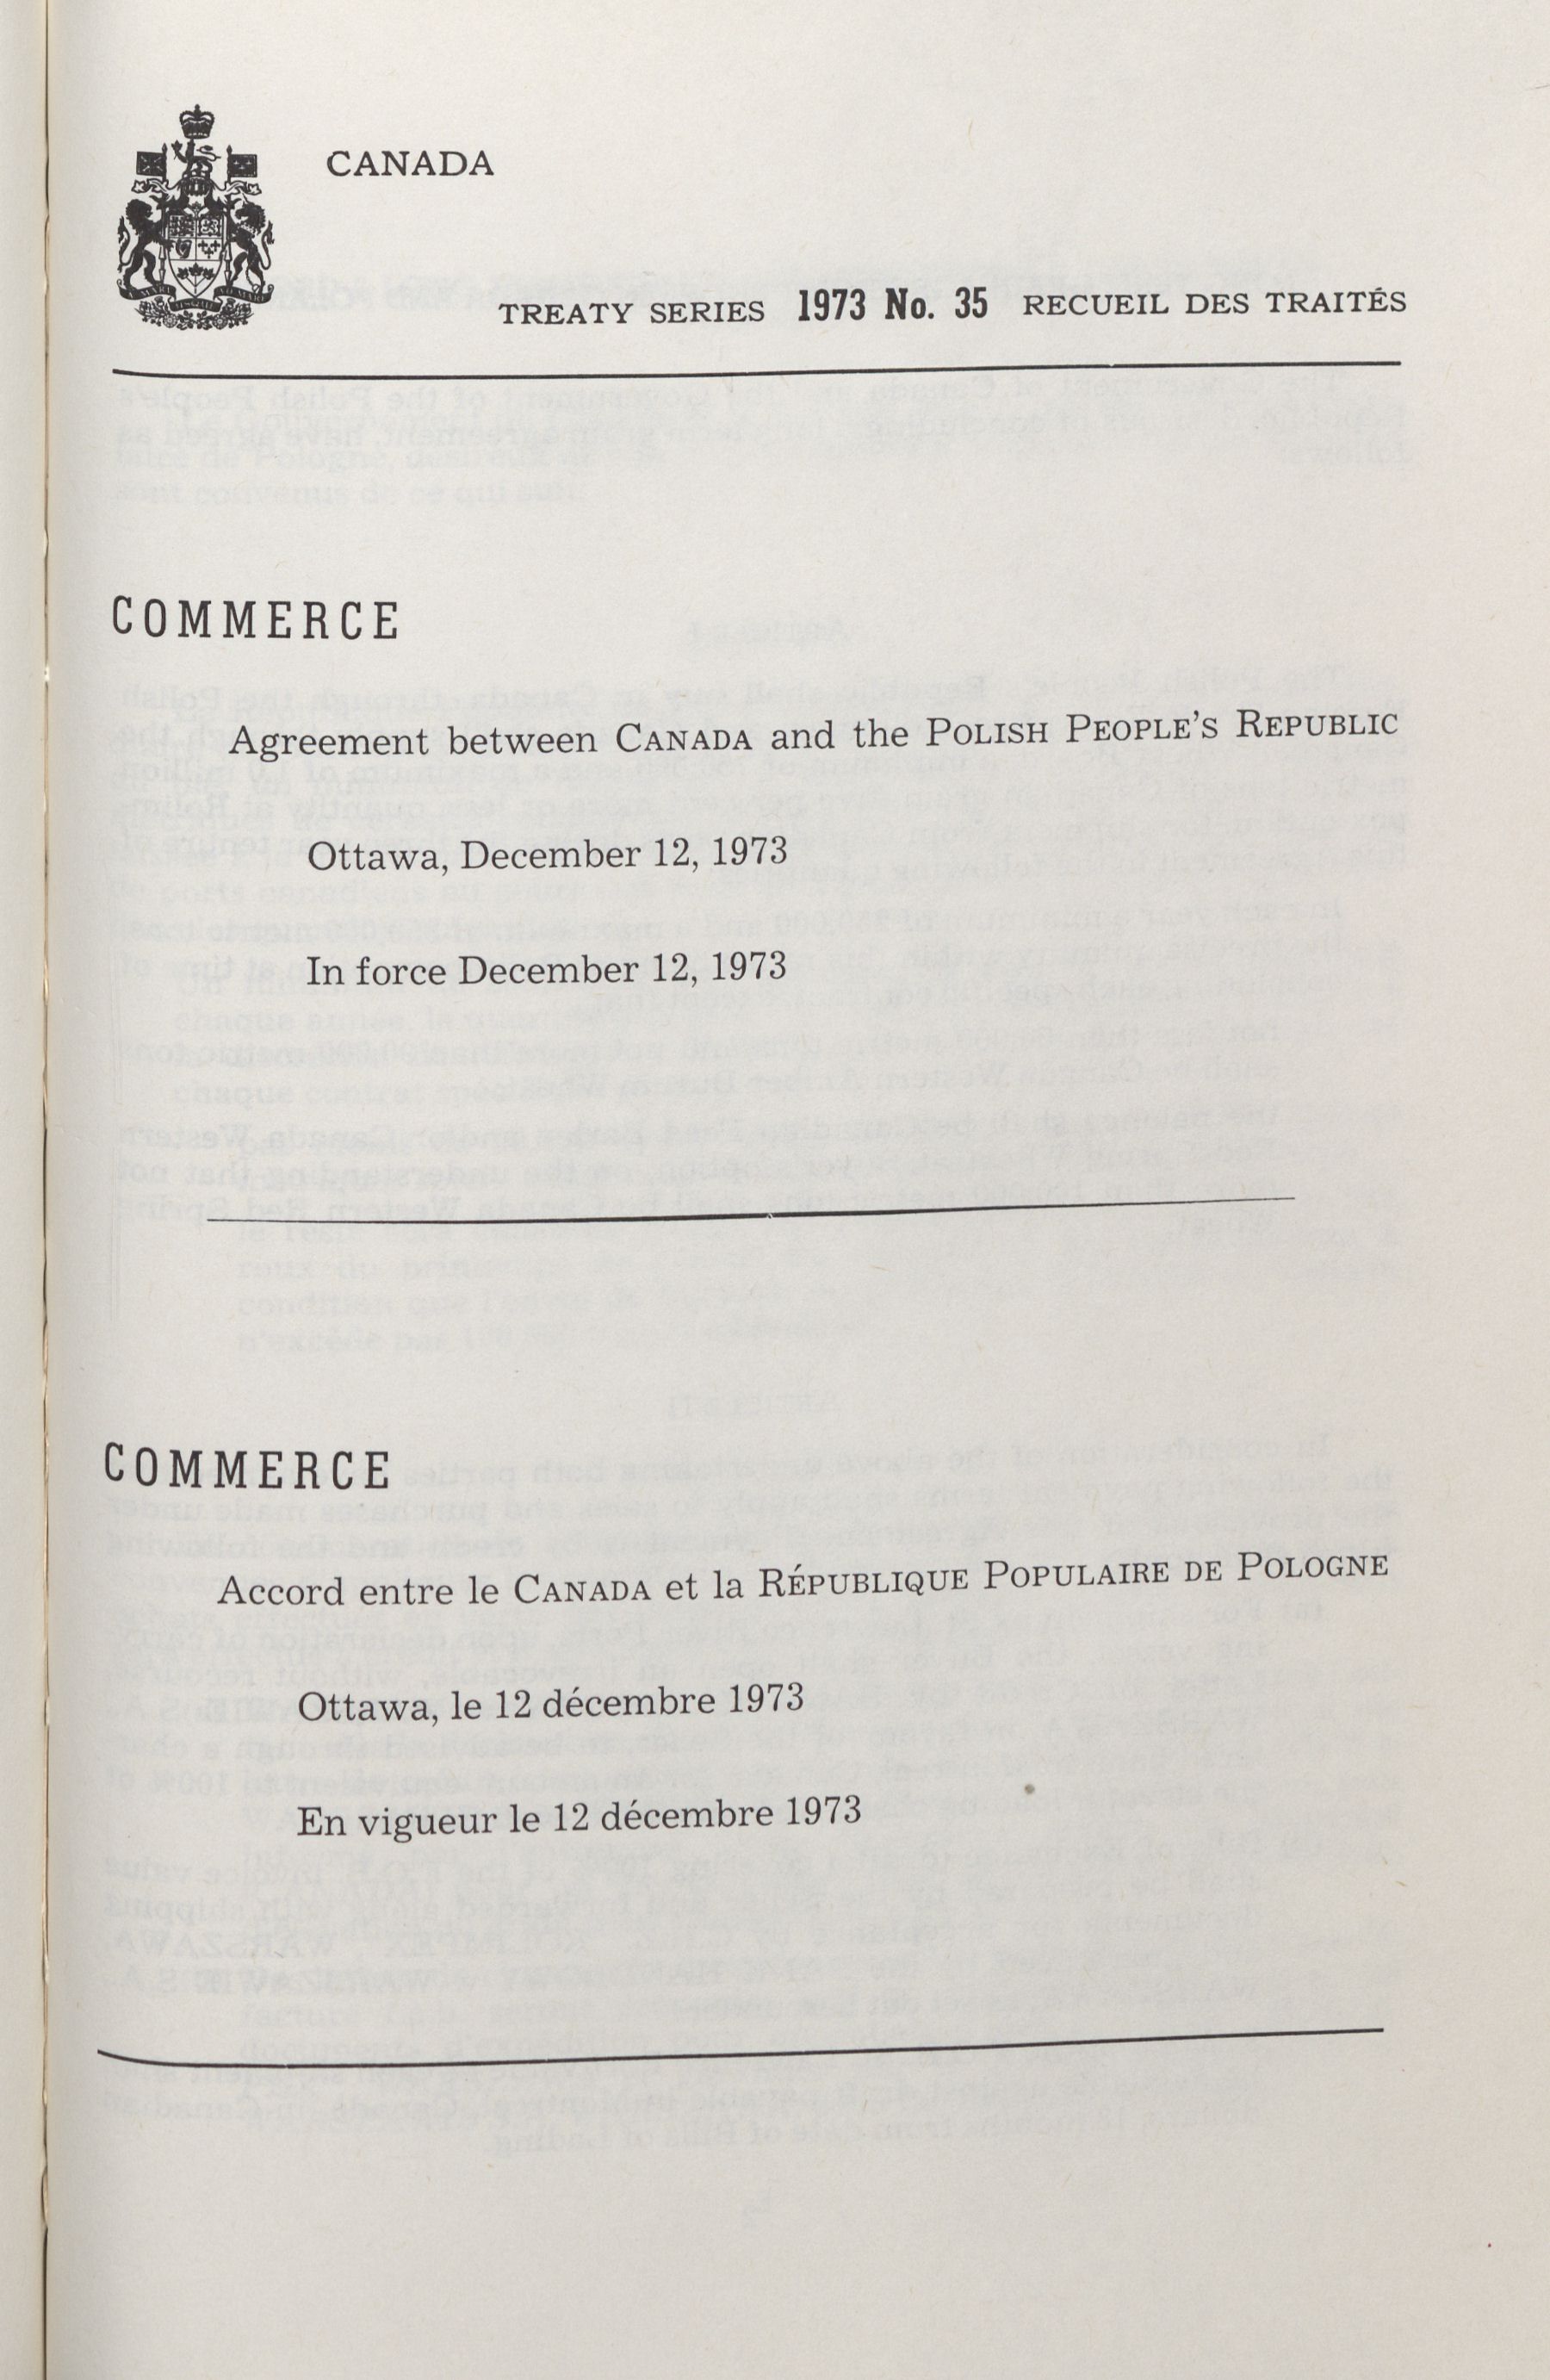 CANADA
TREATY SERIES 1973 No. 35 RECUEIL DES TRAITÉS
COMMERCE
Agreement between CANADA and the POLISH PEOPLE'S REPUBLIC
Ottawa, December 12, 1973
In force December 12, 1973
COMMERCE
Accord entre le CANADA et la RÉPUBLIQUE POPULAIRE DE POLOGNE
Ottawa, le 12 décembre 1973
En vigueur le 12 décembre 1973